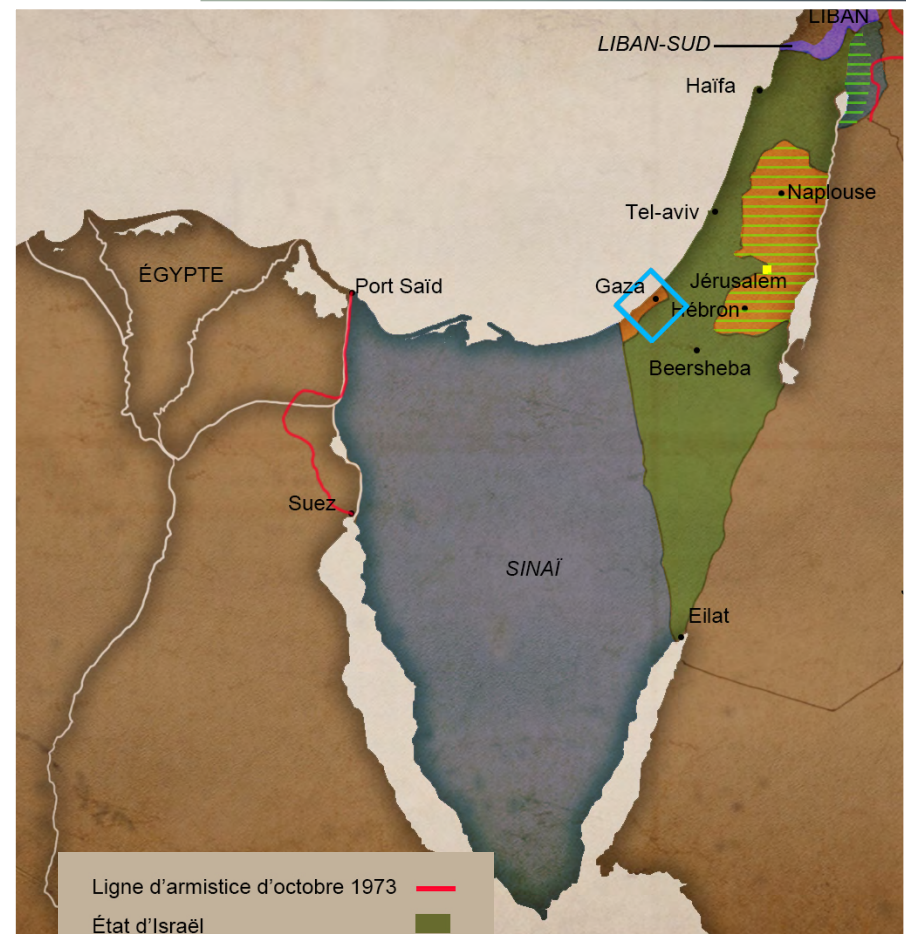 LIBAN
LIBAN-SUD
Haïfa
Naplouse
Tel-aviv
ÉGYPTE
Jérusalem
Port Saïd
Gaza
Hébron
Beersheba
Suez
SINAÏ
Eilat
Ligne d’armistice d’octobre 1973
État d’Israël